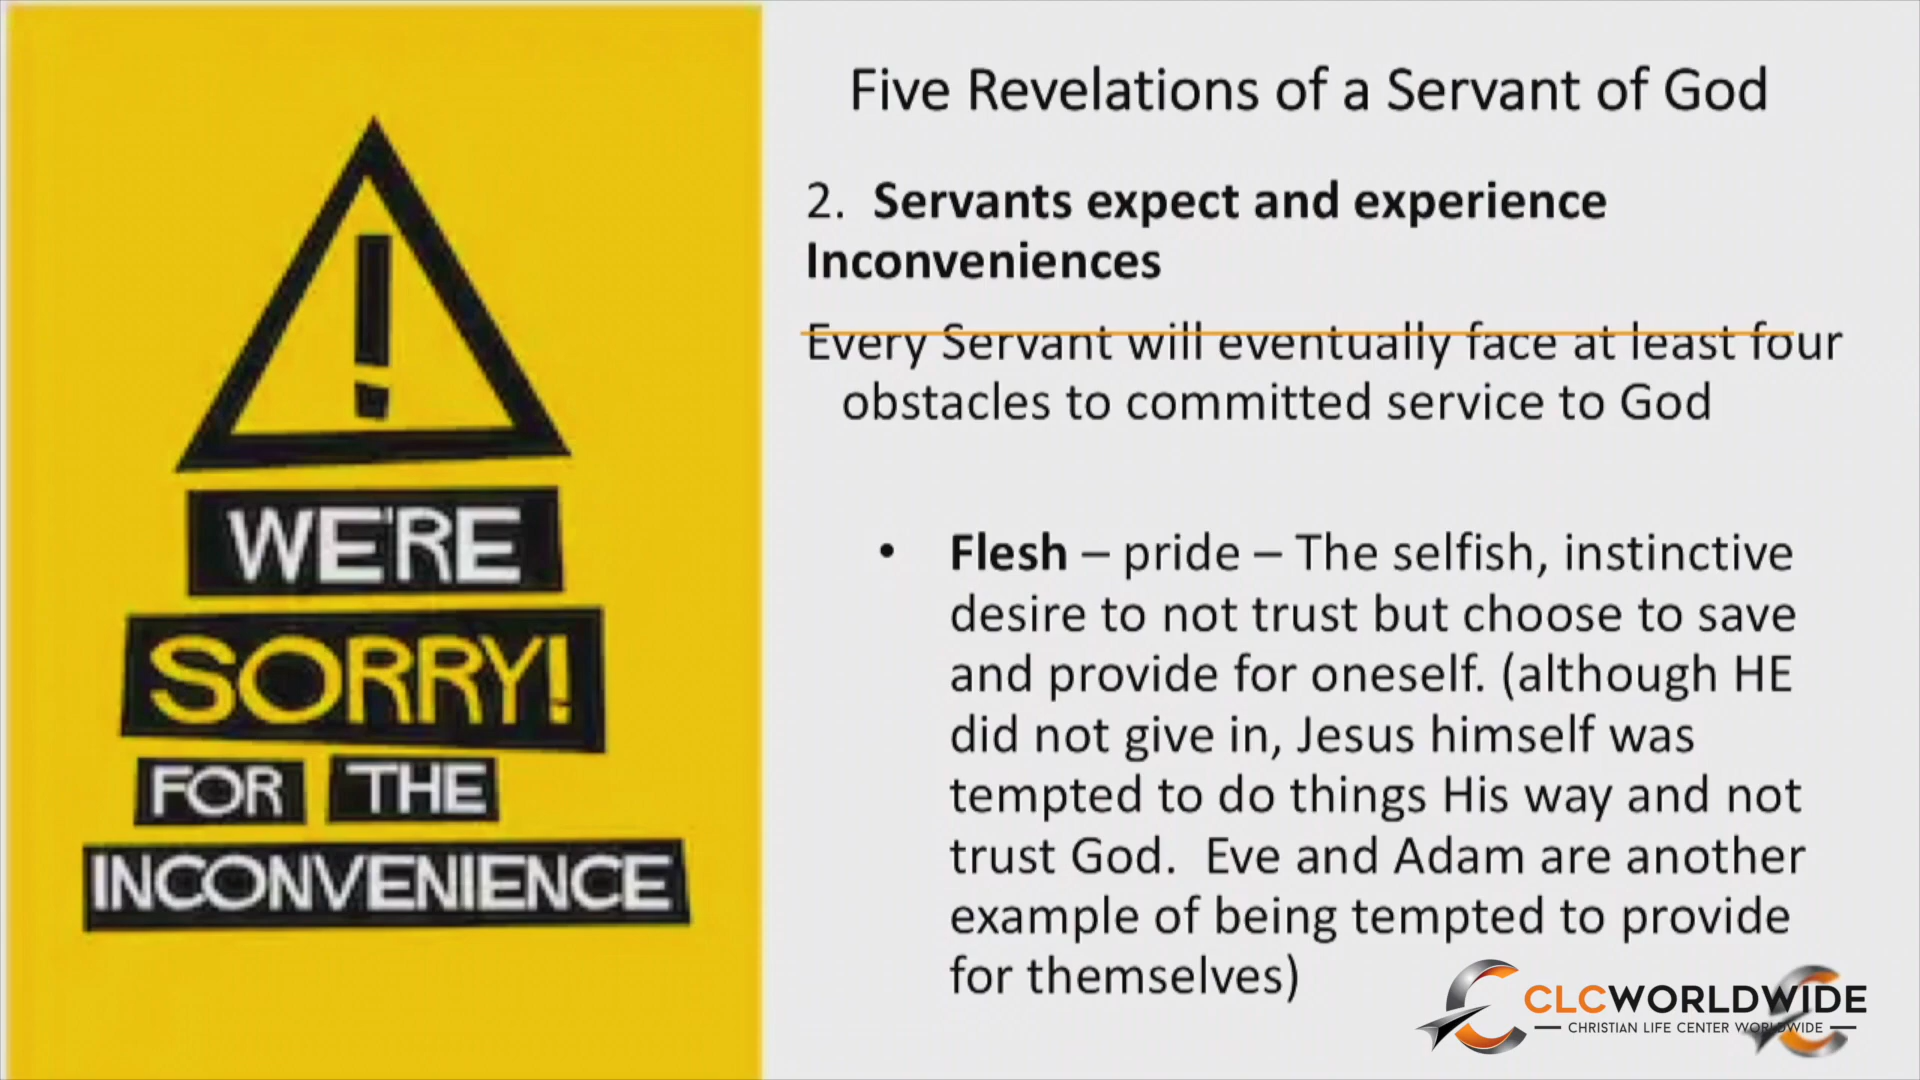 WE'RE
SORRY!
FOR THE
INCONVENIENCE
Five Revelations of a Servant of God
2. Servants expect and experience
Inconveniences
Every Servant will eventually face at least four
obstacles to committed service to God
• Flesh – pride – The selfish, instinctive
desire to not trust but choose to save
and provide for oneself. (although HE
did not give in, Jesus himself was
tempted to do things His way and not
trust God. Eve and Adam are another
example of being tempted to provide
for themselves)
CLCWORLDWIDE
CHRISTIAN LIFE CENTER WORLDWIDE